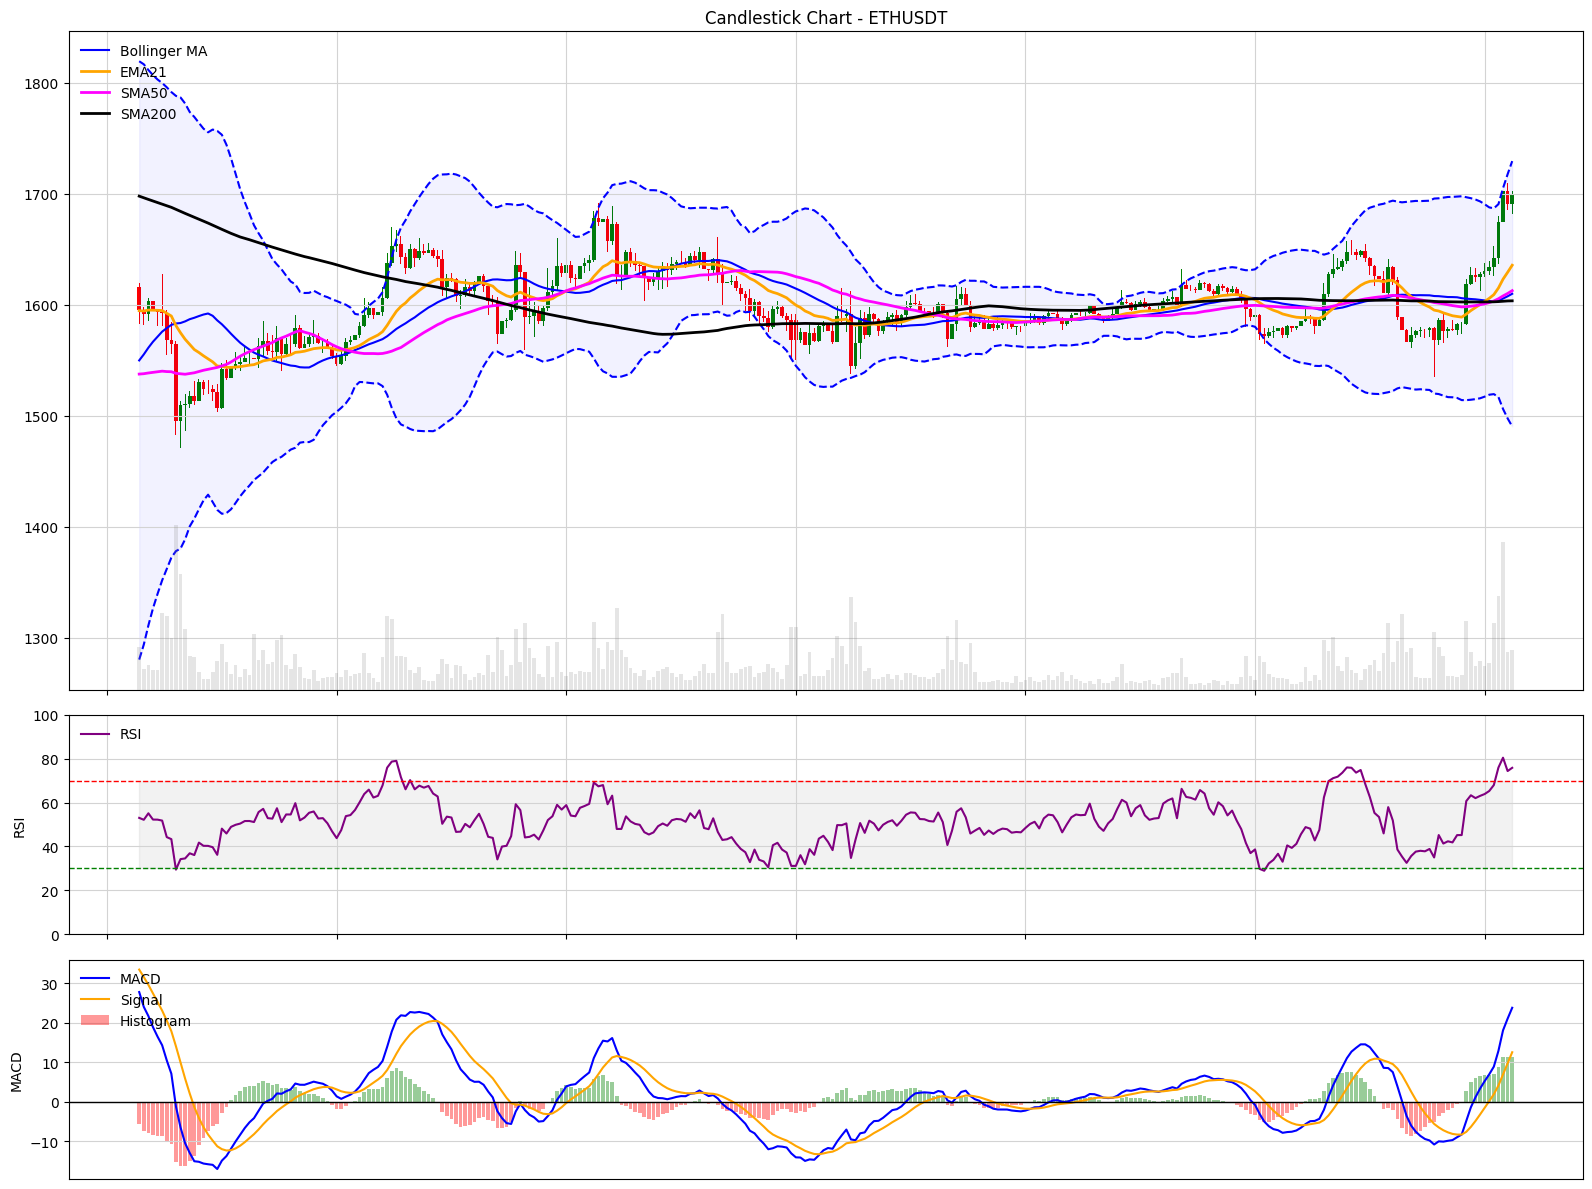 Candlestick Chart - ETHUSDT
Bollinger MA
EMA21
SMA50
SMA200
1800
1700
1600
1500
1400
1300
RSI
100
80
60
40
20
0
RSI
MACD
Signal
Histogram
30
20
10
0
−10
MACD